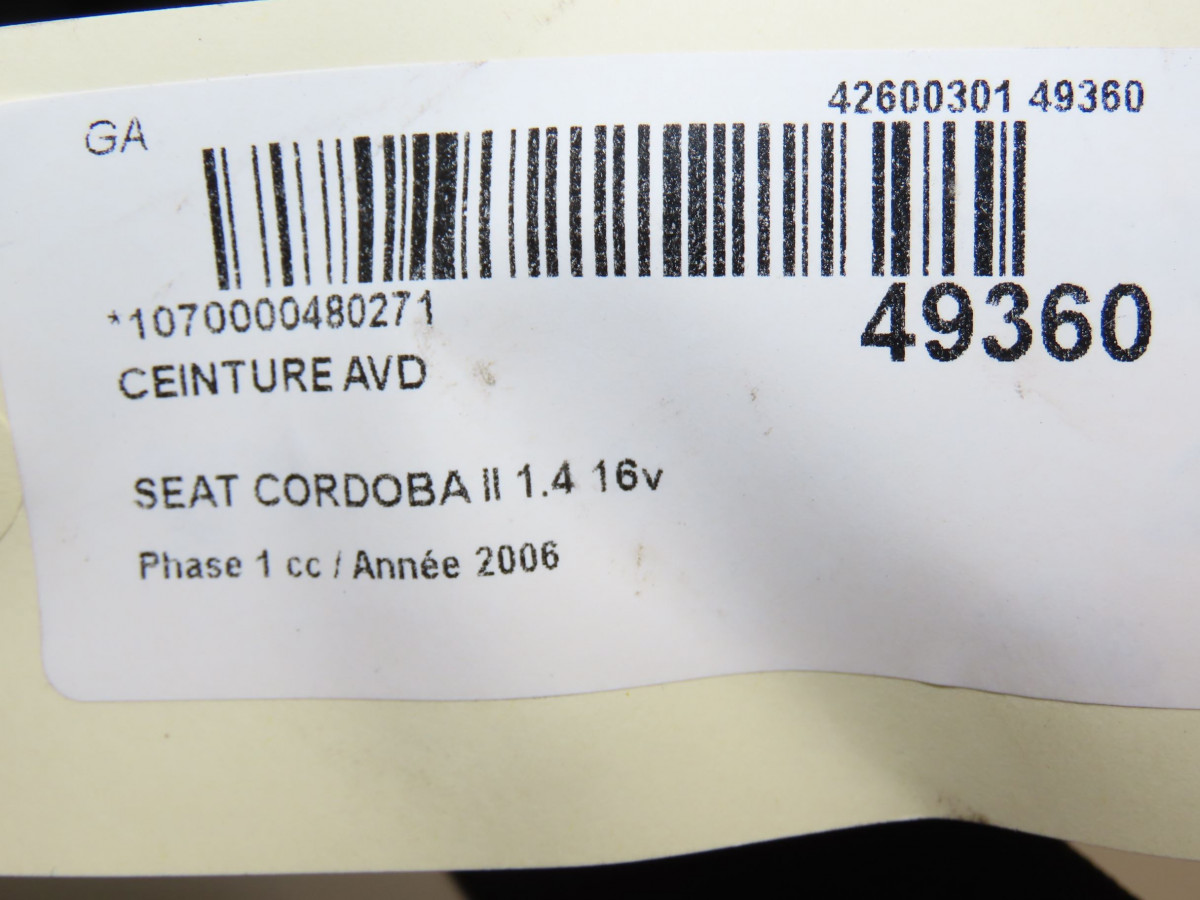 GA
42600301 49360
*1070000480271
49360
CEINTURE AVD
SEAT CORDOBA II 1.4 16v
Phase 1 cc / Année 2006